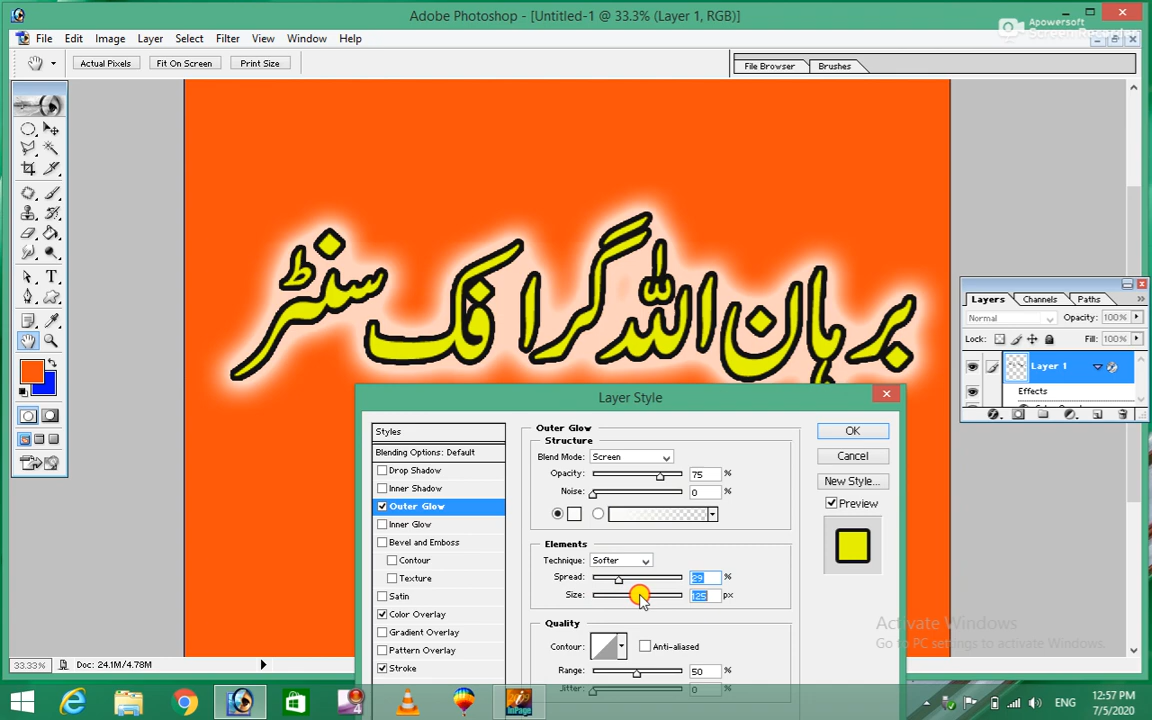 Adobe Photoshop - [Untitled-1 @ 33.3% (Layer 1, RGB)]
Apowersoft
Screen Recorder
File Edit Image Layer Select Filter View Window Help
Actual Pixels Fit On Screen Print Size
File Browser Brushes
برہان اللہ گرافک سنٹر
Layers Channels Paths
Normal Opacity: 100%
Lock: Fill: 100%
Layer 1
Effects
Layer Style
Styles
Blending Options: Default
Drop Shadow
Inner Shadow
Outer Glow
Inner Glow
Bevel and Emboss
Contour
Texture
Satin
Color Overlay
Gradient Overlay
Pattern Overlay
Stroke
Outer Glow
Structure
Blend Mode: Screen
Opacity: 75 %
Noise: 0 %
Elements
Technique: Softer
Spread: 29 %
Size: 125 px
Quality
Contour: Anti-aliased
Range: 50 %
Jitter: 0 %
OK
Cancel
New Style...
Preview
Activate Windows
Go to PC settings to activate Windows.
33.33% Doc: 24.1M/4.78M
4
InPage
ENG
12:57 PM
7/5/2020